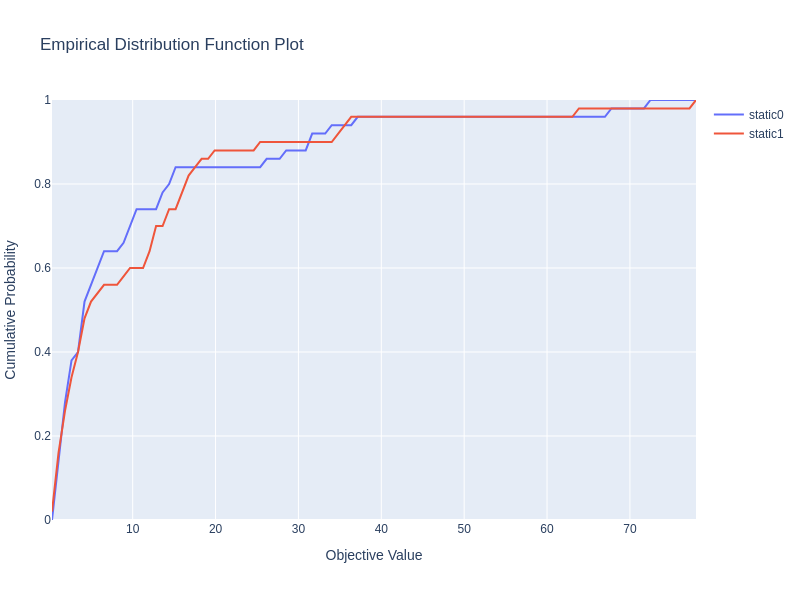 Empirical Distribution Function Plot
1
0.8
0.6
0.4
0.2
0
Cumulative Probability
10 20 30 40 50 60 70
Objective Value
static0
static1